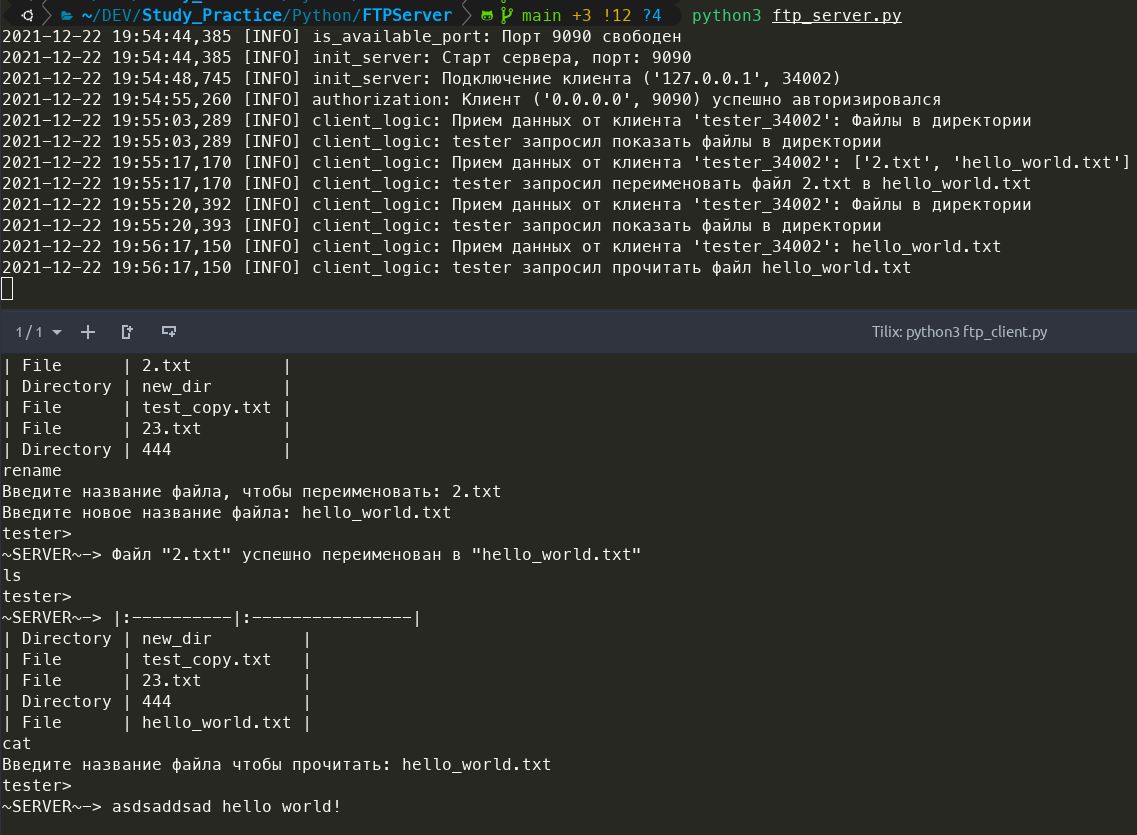 ~/DEV/Study_Practice/Python/FTPServer main +3 !12 ?4 python3 ftp_server.py
2021-12-22 19:54:44,385 [INFO] is_available_port: Порт 9090 свободен
2021-12-22 19:54:44,385 [INFO] init_server: Старт сервера, порт: 9090
2021-12-22 19:54:48,745 [INFO] init_server: Подключение клиента ('127.0.0.1', 34002)
2021-12-22 19:54:55,260 [INFO] authorization: Клиент ('0.0.0.0', 9090) успешно авторизировался
2021-12-22 19:55:03,289 [INFO] client_logic: Прием данных от клиента 'tester_34002': Файлы в директории
2021-12-22 19:55:03,289 [INFO] client_logic: tester запросил показать файлы в директории
2021-12-22 19:55:17,170 [INFO] client_logic: Прием данных от клиента 'tester_34002': ['2.txt', 'hello_world.txt']
2021-12-22 19:55:17,170 [INFO] client_logic: tester запросил переименовать файл 2.txt в hello_world.txt
2021-12-22 19:55:20,392 [INFO] client_logic: Прием данных от клиента 'tester_34002': Файлы в директории
2021-12-22 19:55:20,393 [INFO] client_logic: tester запросил показать файлы в директории
2021-12-22 19:56:17,150 [INFO] client_logic: Прием данных от клиента 'tester_34002': hello_world.txt
2021-12-22 19:56:17,150 [INFO] client_logic: tester запросил прочитать файл hello_world.txt
1 / 1 Tilix: python3 ftp_client.py
| File      | 2.txt         |
| Directory | new_dir       |
| File      | test_copy.txt |
| File      | 23.txt        |
| Directory | 444           |
rename
Введите название файла, чтобы переименовать: 2.txt
Введите новое название файла: hello_world.txt
tester>
~SERVER~-> Файл "2.txt" успешно переименован в "hello_world.txt"
ls
tester>
~SERVER~-> |:----------|:----------------|
| Directory | new_dir         |
| File      | test_copy.txt   |
| File      | 23.txt          |
| Directory | 444             |
| File      | hello_world.txt |
cat
Введите название файла чтобы прочитать: hello_world.txt
tester>
~SERVER~-> asdsaddsad hello world!